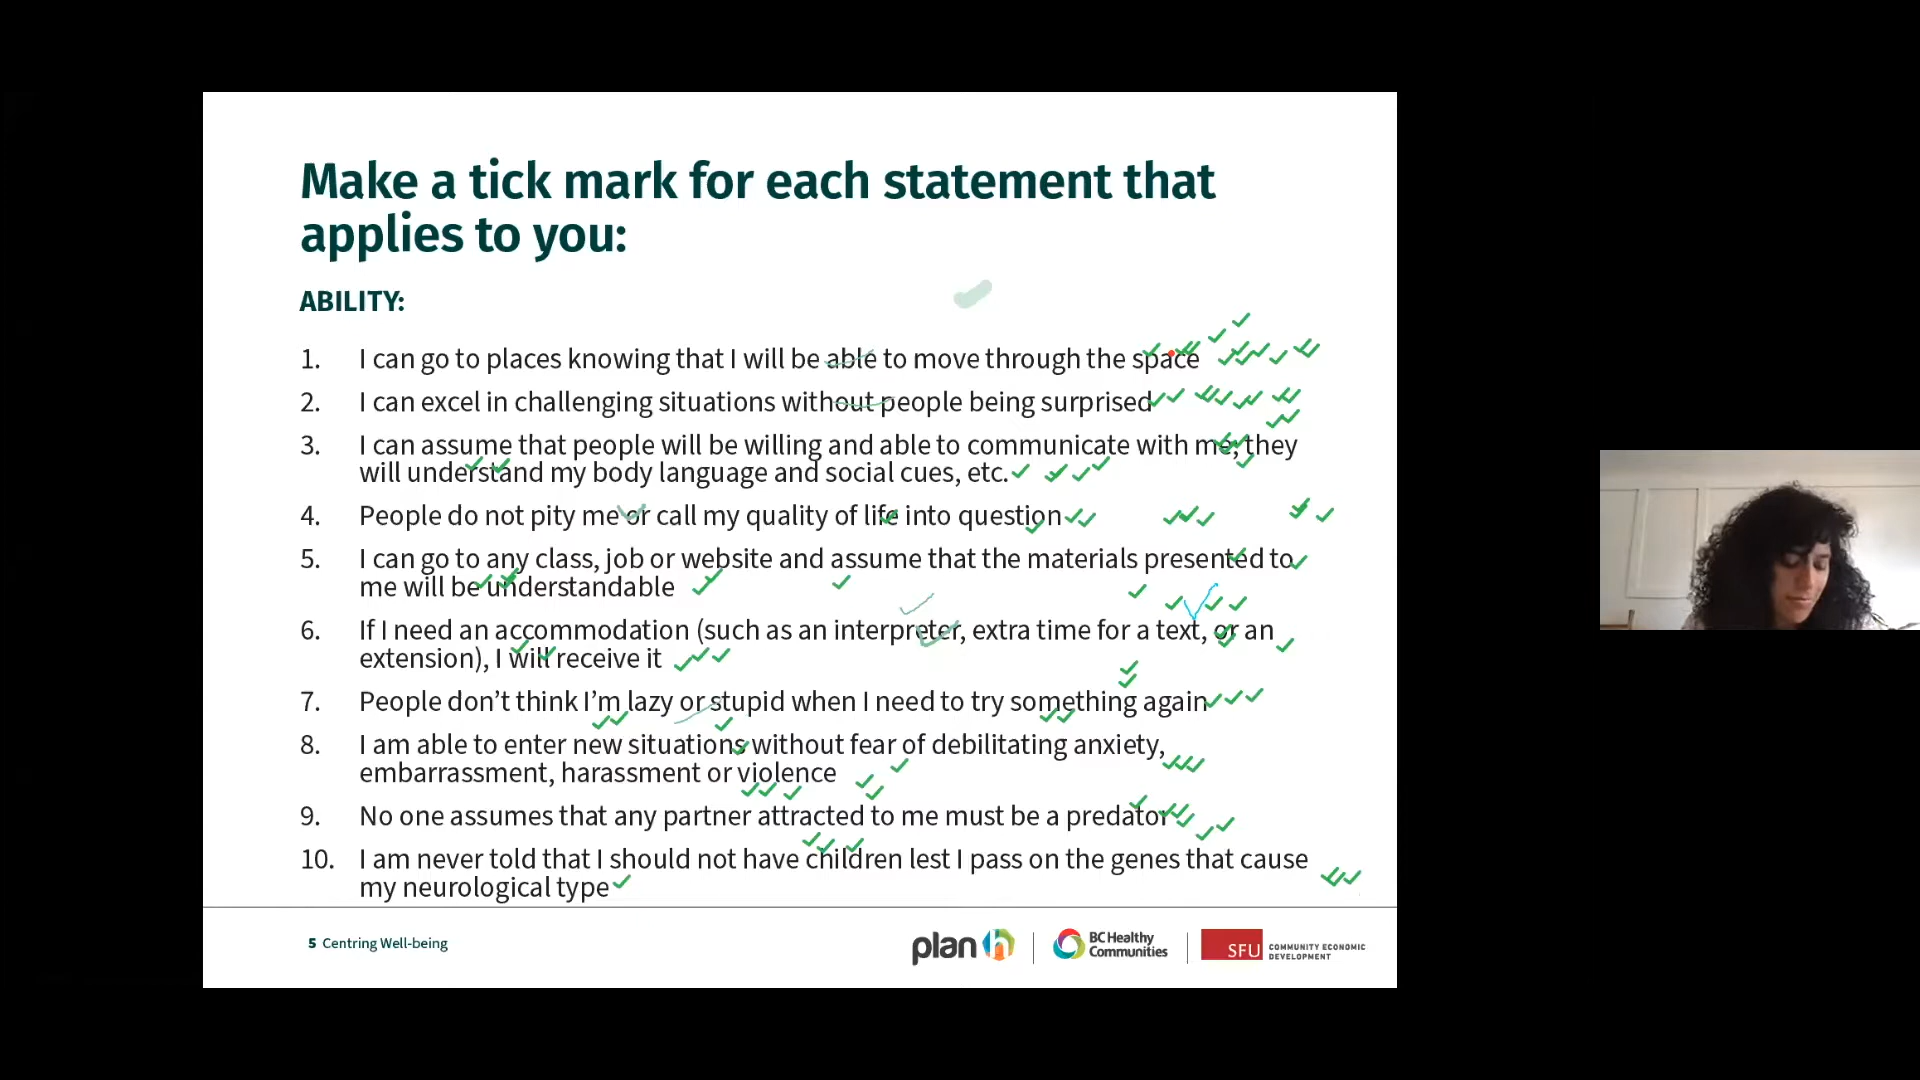 Make a tick mark for each statement that
applies to you:
ABILITY:
1. I can go to places knowing that I will be able to move through the space
2. I can excel in challenging situations without people being surprised
3. I can assume that people will be willing and able to communicate with me; they
will understand my body language and social cues, etc.
4. People do not pity me or call my quality of life into question
5. I can go to any class, job or website and assume that the materials presented to
me will be understandable
6. If I need an accommodation (such as an interpreter, extra time for a text, or an
extension), I will receive it
7. People don’t think I’m lazy or stupid when I need to try something again
8. I am able to enter new situations without fear of debilitating anxiety,
embarrassment, harassment or violence
9. No one assumes that any partner attracted to me must be a predator
10. I am never told that I should not have children lest I pass on the genes that cause
my neurological type
5 Centring Well-being
plan h
BC Healthy
Communities
SFU COMMUNITY ECONOMIC
DEVELOPMENT